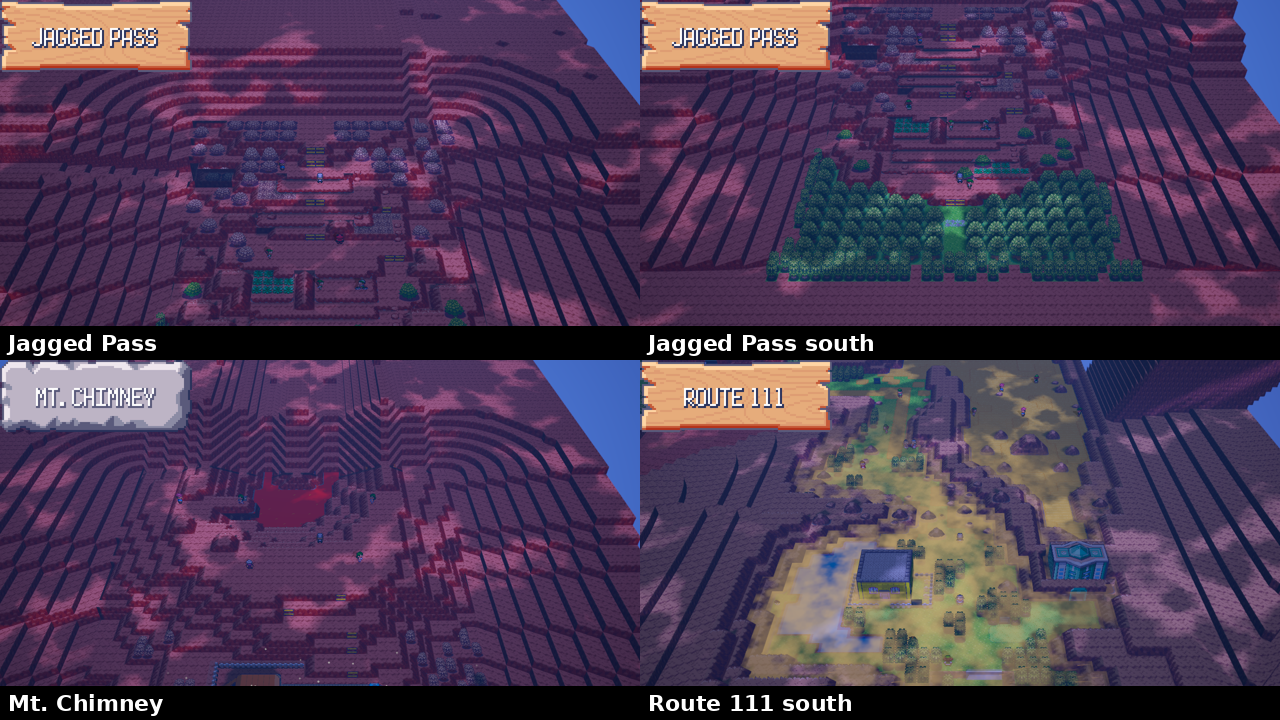 JAGGED PASS
JAGGED PASS
Jagged Pass
Jagged Pass south
MT. CHIMNEY
ROUTE 111
Mt. Chimney
Route 111 south